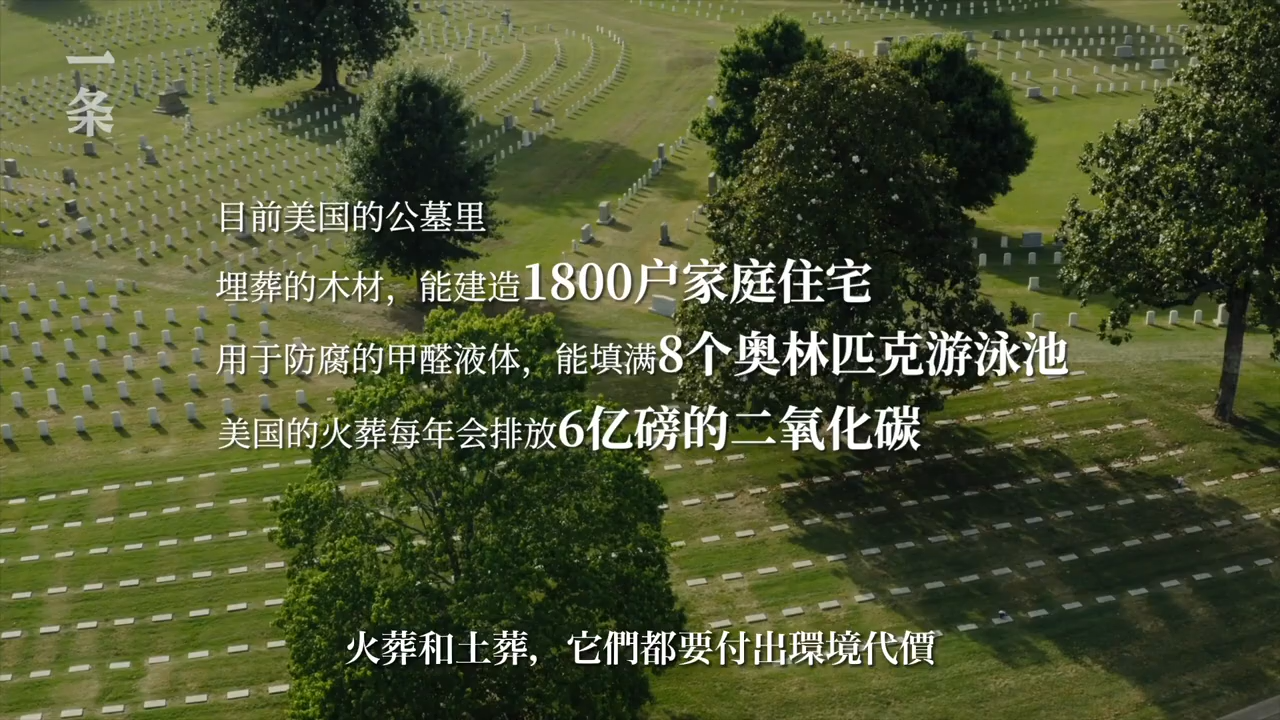 一条
目前美国的公墓里
埋葬的木材，能建造1800户家庭住宅
用于防腐的甲醛液体，能填满8个奥林匹克游泳池
美国的火葬每年会排放6亿磅的二氧化碳
火葬和土葬，它們都要付出環境代價